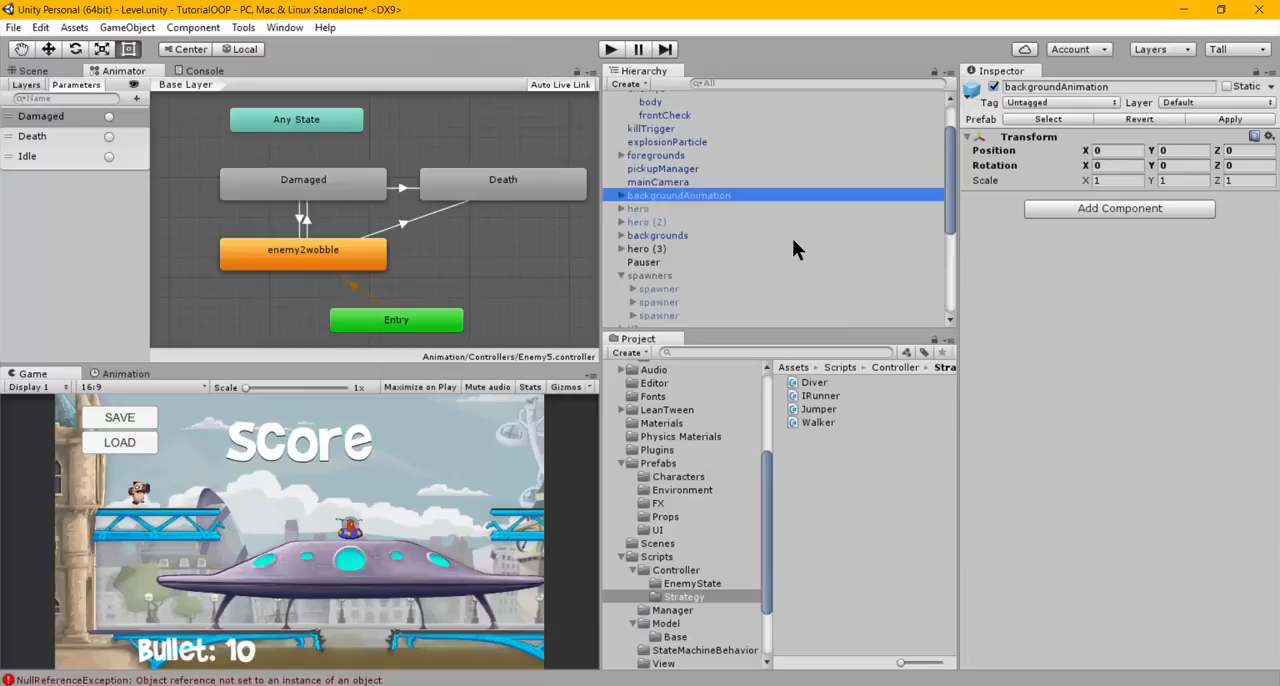 Unity Personal (64bit) - Level.unity - TutorialOOP - PC, Mac & Linux Standalone* <DX9>
File Edit Assets GameObject Component Tools Window Help
Center Local Account Layers Tall
Scene Animator Console
Layers Parameters Base Layer Auto Live Link
Name
Damaged
Death
Idle
Any State
Damaged
Death
enemy2wobble
Entry
Animation/Controllers/Enemy5.controller
Hierarchy
Create All
body
frontCheck
killTrigger
explosionParticle
foregrounds
pickupManager
mainCamera
backgroundAnimation
hero
hero (2)
backgrounds
hero (3)
Pauser
spawners
spawner
spawner
spawner
Inspector
backgroundAnimation Static
Tag Untagged Layer Default
Prefab Select Revert Apply
Transform
Position X 0 Y 0 Z 0
Rotation X 0 Y 0 Z 0
Scale X 1 Y 1 Z 1
Add Component
Game Animation
Display 1 16:9 Scale 1x Maximize on Play Mute audio Stats Gizmos
SAVE
LOAD
score
Bullet: 10
Project
Create
Audio
Editor
Fonts
LeanTween
Materials
Physics Materials
Plugins
Prefabs
Characters
Environment
FX
Props
UI
Scenes
Scripts
Controller
EnemyState
Strategy
Manager
Model
Base
StateMachineBehavior
View
Assets Scripts Controller Stra
Diver
IRunner
Jumper
Walker
NullReferenceException: Object reference not set to an instance of an object